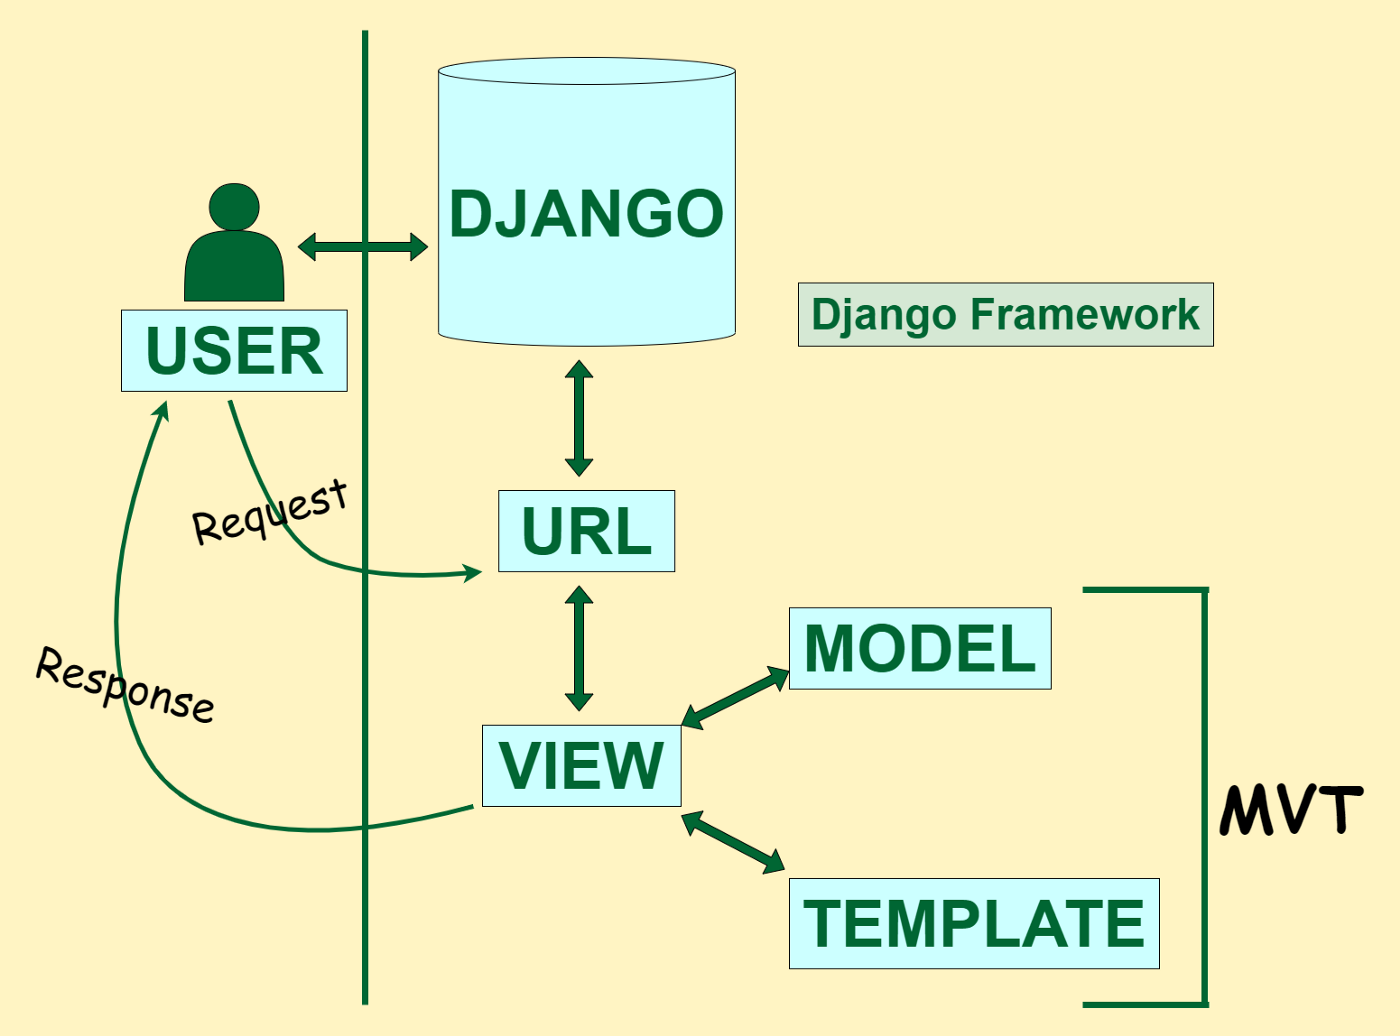 DJANGO
Django Framework
USER
Request
URL
Response
MODEL
VIEW
MVT
TEMPLATE